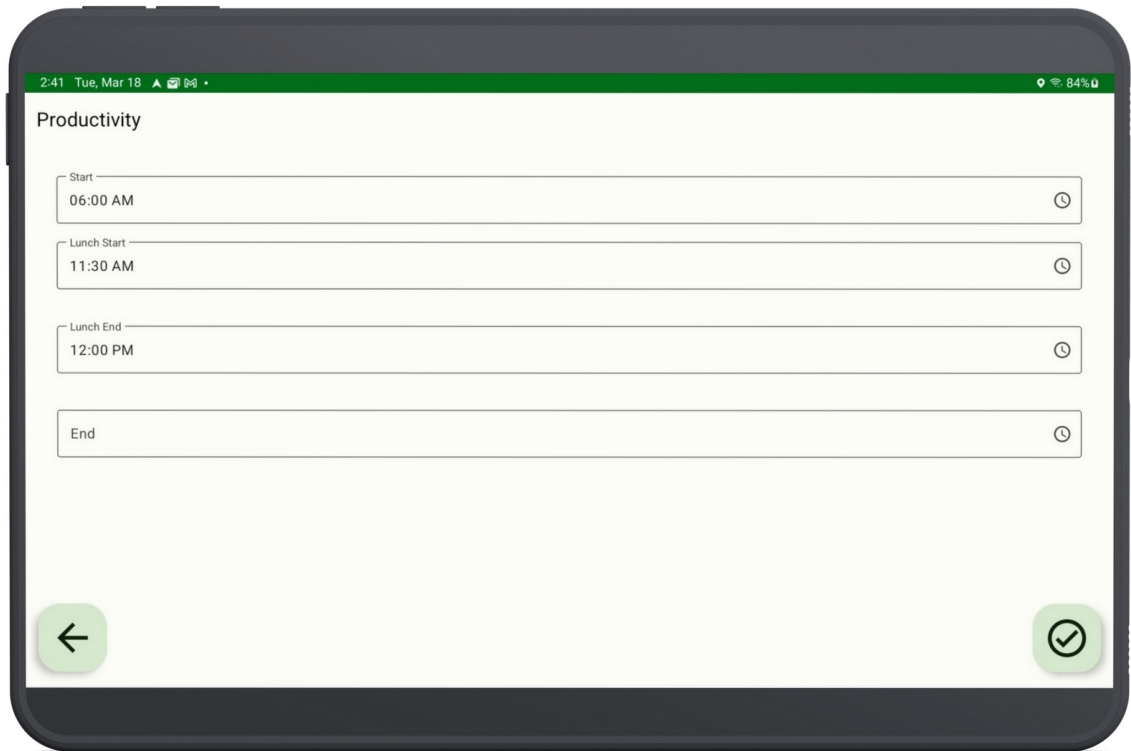 2:41 Tue, Mar 18 84%
Productivity
Start
06:00 AM
Lunch Start
11:30 AM
Lunch End
12:00 PM
End